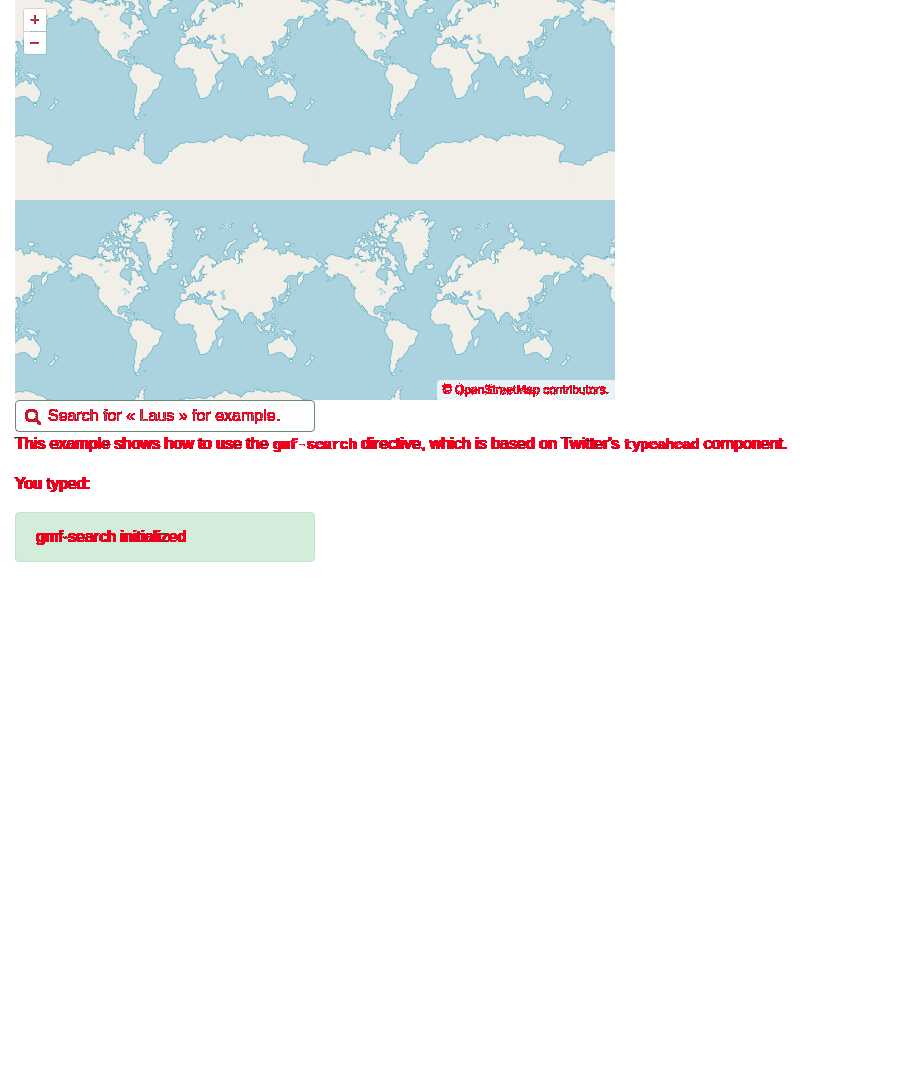 +
−
© OpenStreetMap contributors.
Search for « Laus » for example.
This example shows how to use the gmf-search directive, which is based on Twitter's typeahead component.
You typed:
gmf-search initialized